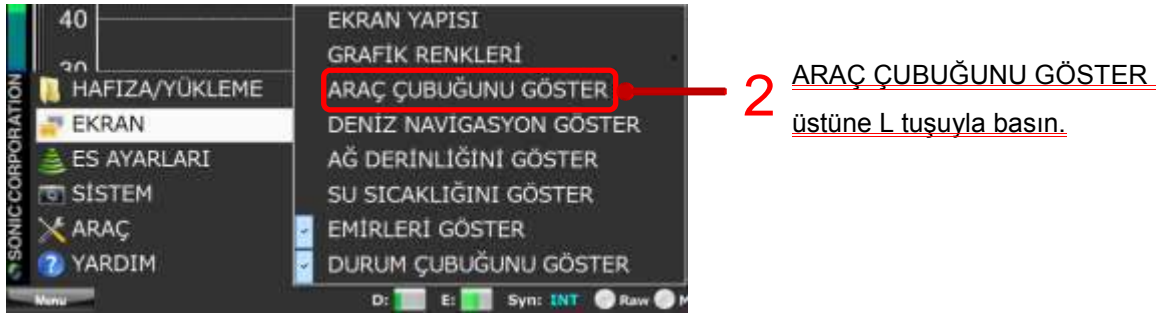 40
30
SONIC CORPORATION
HAFIZA/YÜKLEME
EKRAN
ES AYARLARI
SİSTEM
ARAÇ
YARDIM
EKRAN YAPISI
GRAFİK RENKLERİ
ARAÇ ÇUBUĞUNU GÖSTER
DENİZ NAVİGASYON GÖSTER
AĞ DERİNLİĞİNİ GÖSTER
SU SICAKLIĞINI GÖSTER
EMİRLERİ GÖSTER
DURUM ÇUBUĞUNU GÖSTER
Menu
D: E: Syn: INT Raw M
2
ARAÇ ÇUBUĞUNU GÖSTER
üstüne L tuşuyla basın.